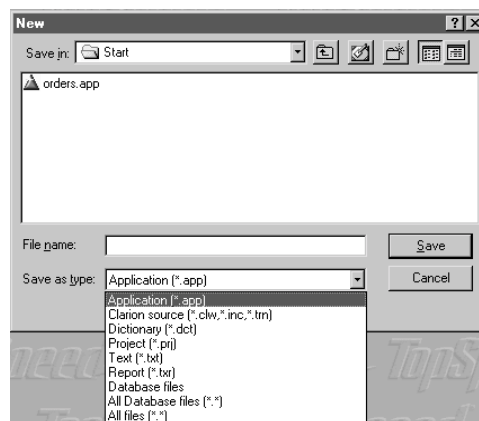 New
Save in: Start
orders.app
File name:
Save
Save as type: Application (*.app)
Cancel
Application (*.app)
Clarion source (*.clw,*.inc,*.trn)
Dictionary (*.dct)
Project (*.prj)
Text (*.txt)
Report (*.txr)
Database files
All Database files (*.*)
All files (*.*)